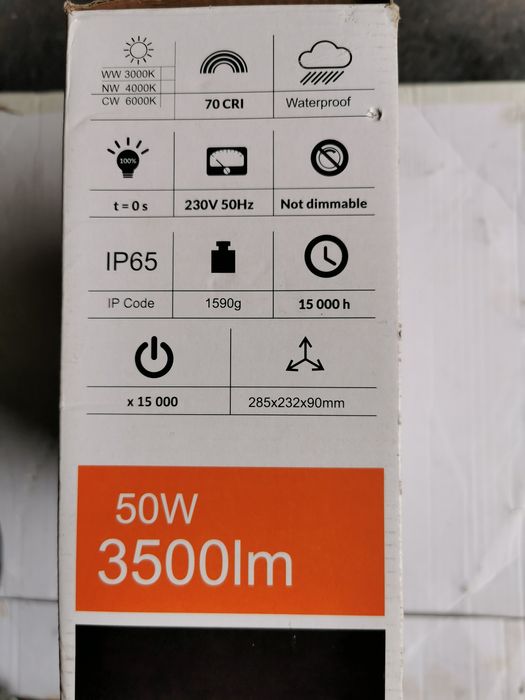 WW 3000K
NW 4000K
CW 6000K
70 CRI
Waterproof
100%
t = 0 s
230V 50Hz
Not dimmable
IP65
IP Code
1590g
15 000 h
x 15 000
285x232x90mm
50W
3500lm